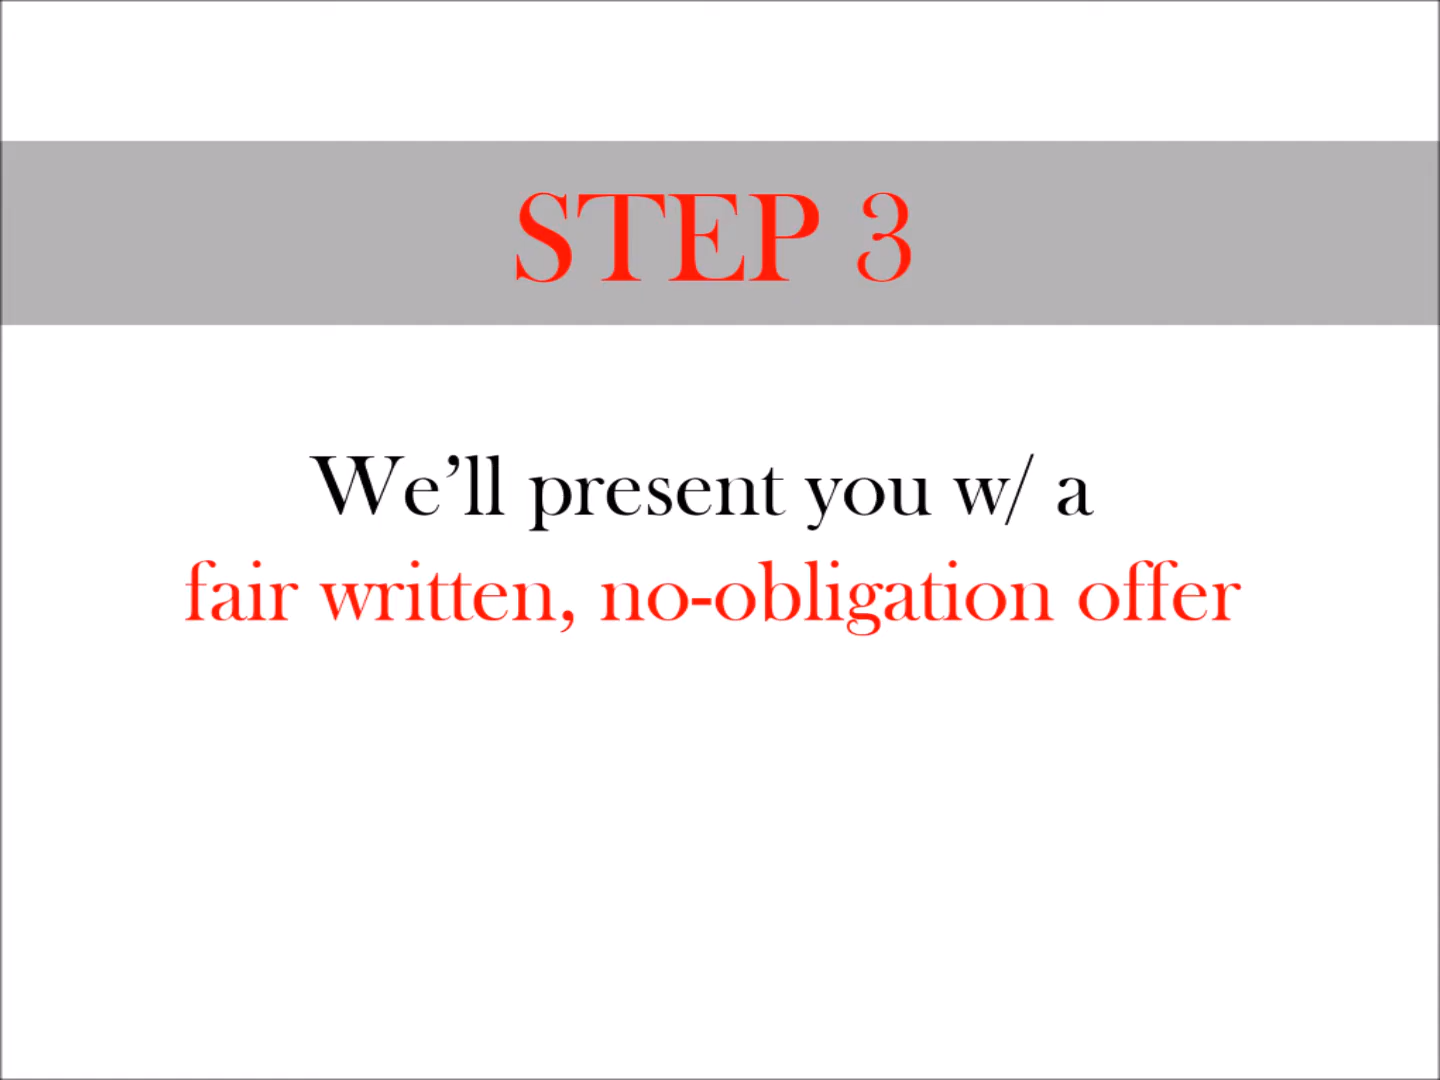 STEP 3
We’ll present you w/ a
fair written, no-obligation offer